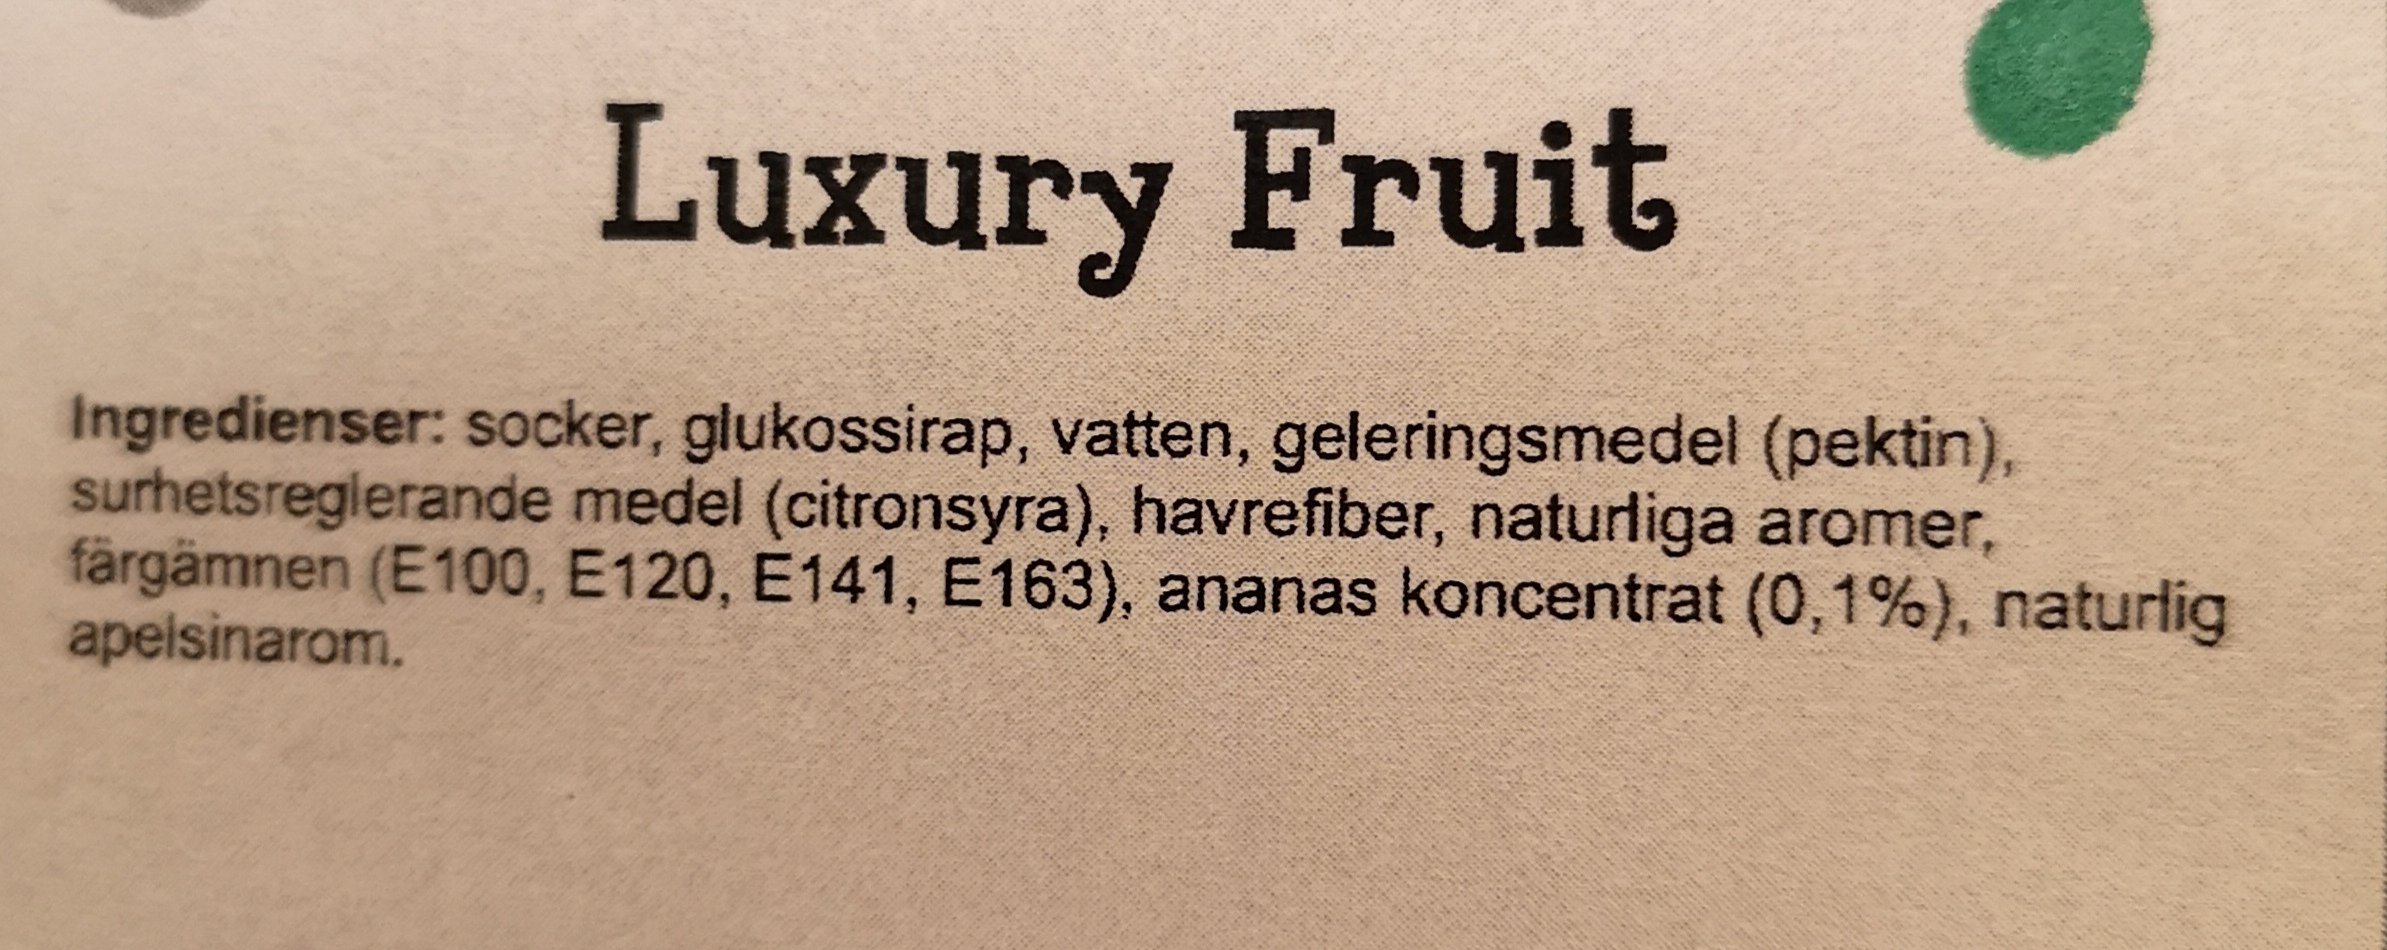 Luxury Fruit
Ingredienser: socker, glukossirap, vatten, geleringsmedel (pektin),
surhetsreglerande medel (citronsyra), havrefiber, naturliga aromer,
färgämnen (E100, E120, E141, E163), ananas koncentrat (0,1%), naturlig
apelsinarom.